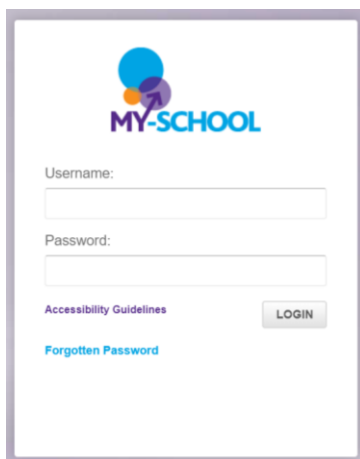 MY-SCHOOL
Username:
Password:
Accessibility Guidelines
LOGIN
Forgotten Password